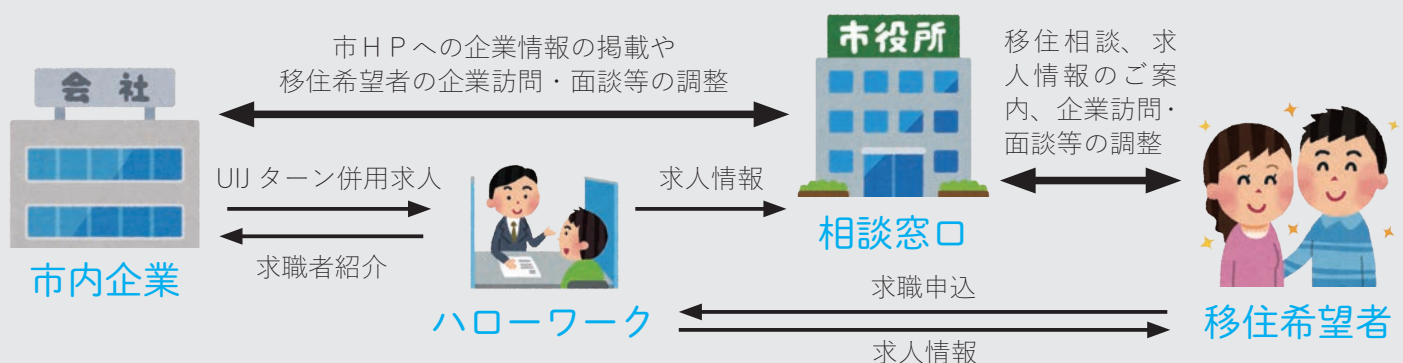 市HPへの企業情報の掲載や
移住希望者の企業訪問・面談等の調整
市役所
移住相談、求
人情報のご案
内、企業訪問・
面談等の調整
会社
UIJターン併用求人
求人情報
求職者紹介
相談窓口
市内企業
ハローワーク
求職申込
求人情報
移住希望者